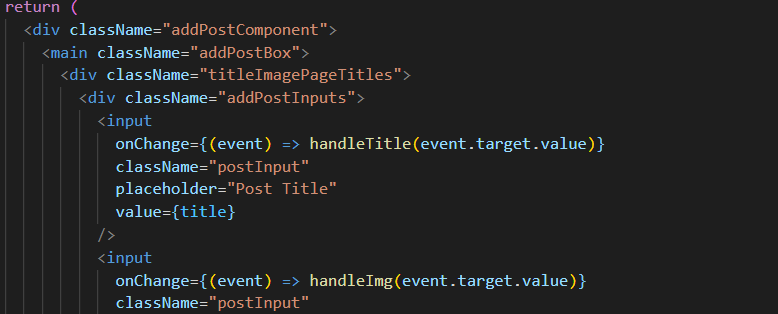 return (
<div className="addPostComponent">
<main className="addPostBox">
<div className="titleImagePageTitles">
<div className="addPostInputs">
<input
onChange={(event) => handleTitle(event.target.value)}
className="postInput"
placeholder="Post Title"
value={title}
/>
<input
onChange={(event) => handleImg(event.target.value)}
className="postInput"